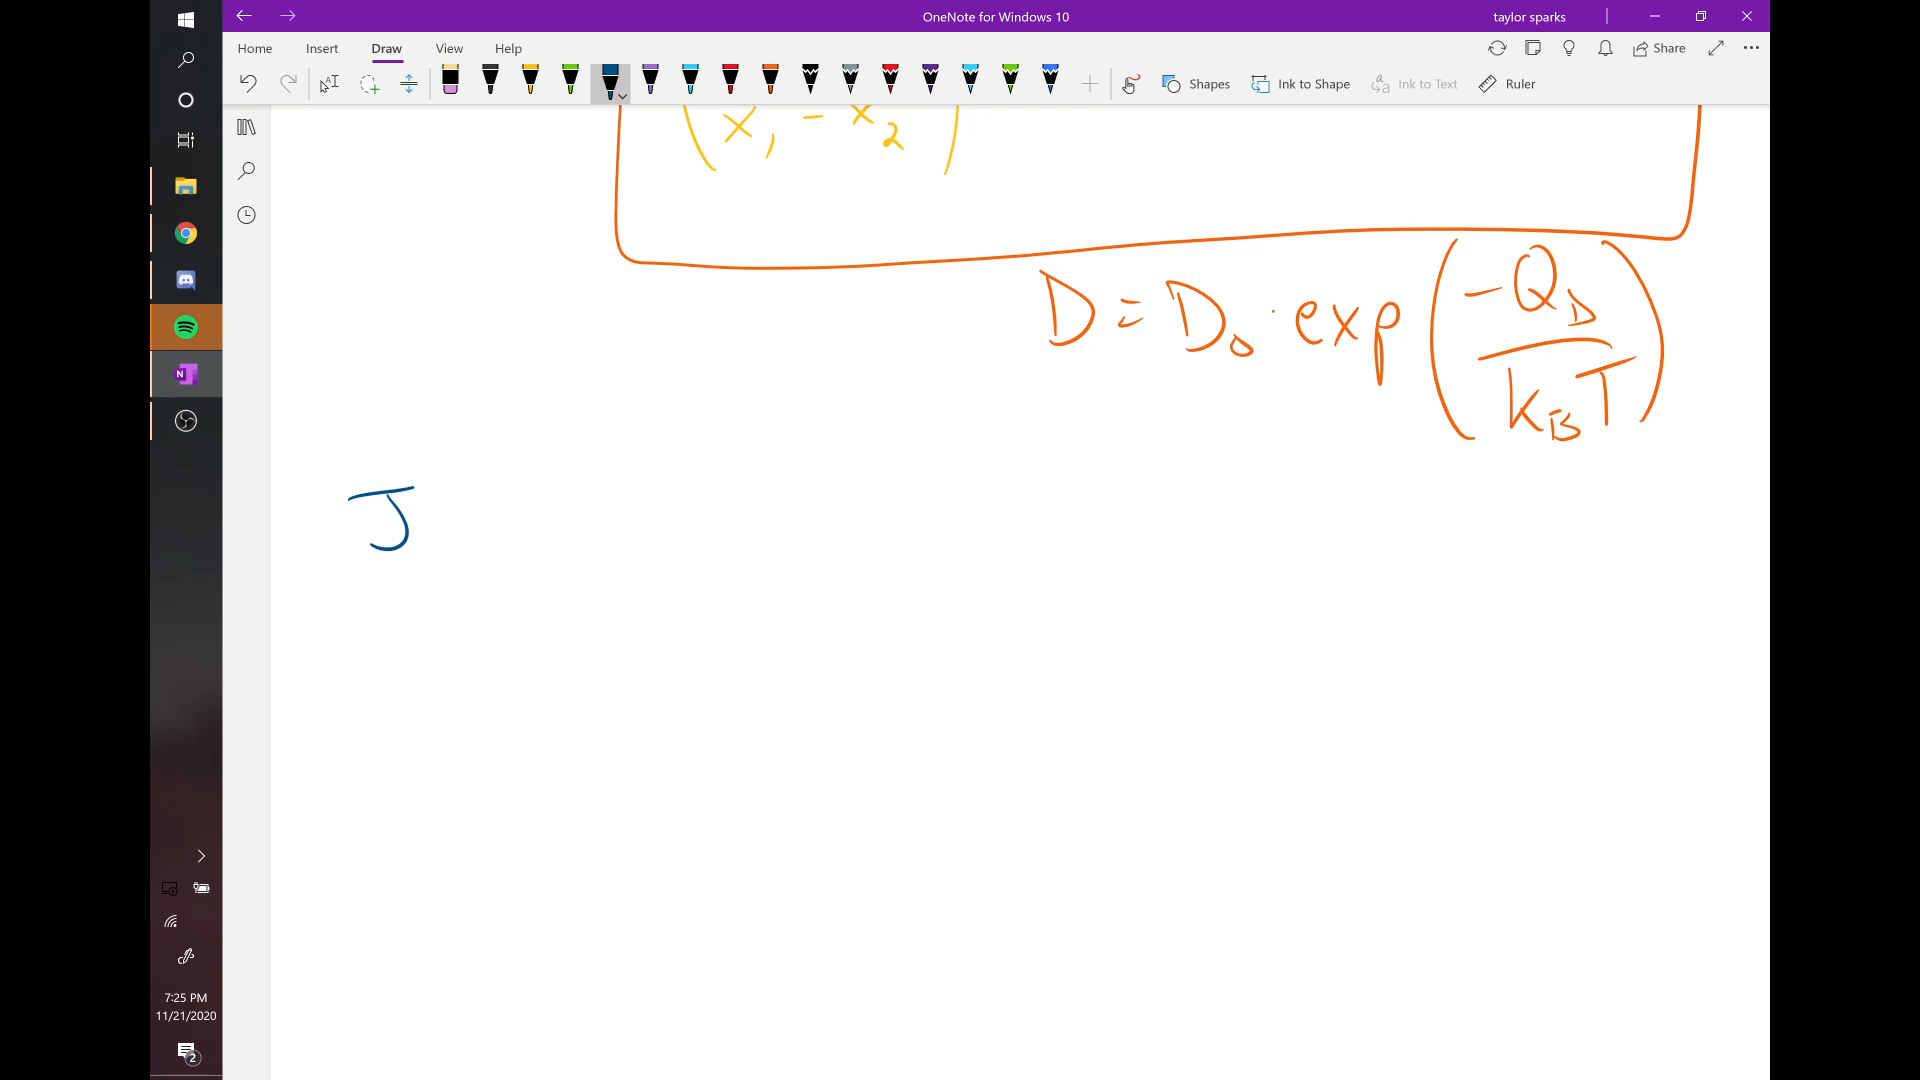 OneNote for Windows 10
taylor sparks
Home Insert Draw View Help
Share
Shapes Ink to Shape Ink to Text Ruler
(x₁ - x₂)
D = D₀ · exp(-Q_D / k_B T)
J
7:25 PM
11/21/2020
2